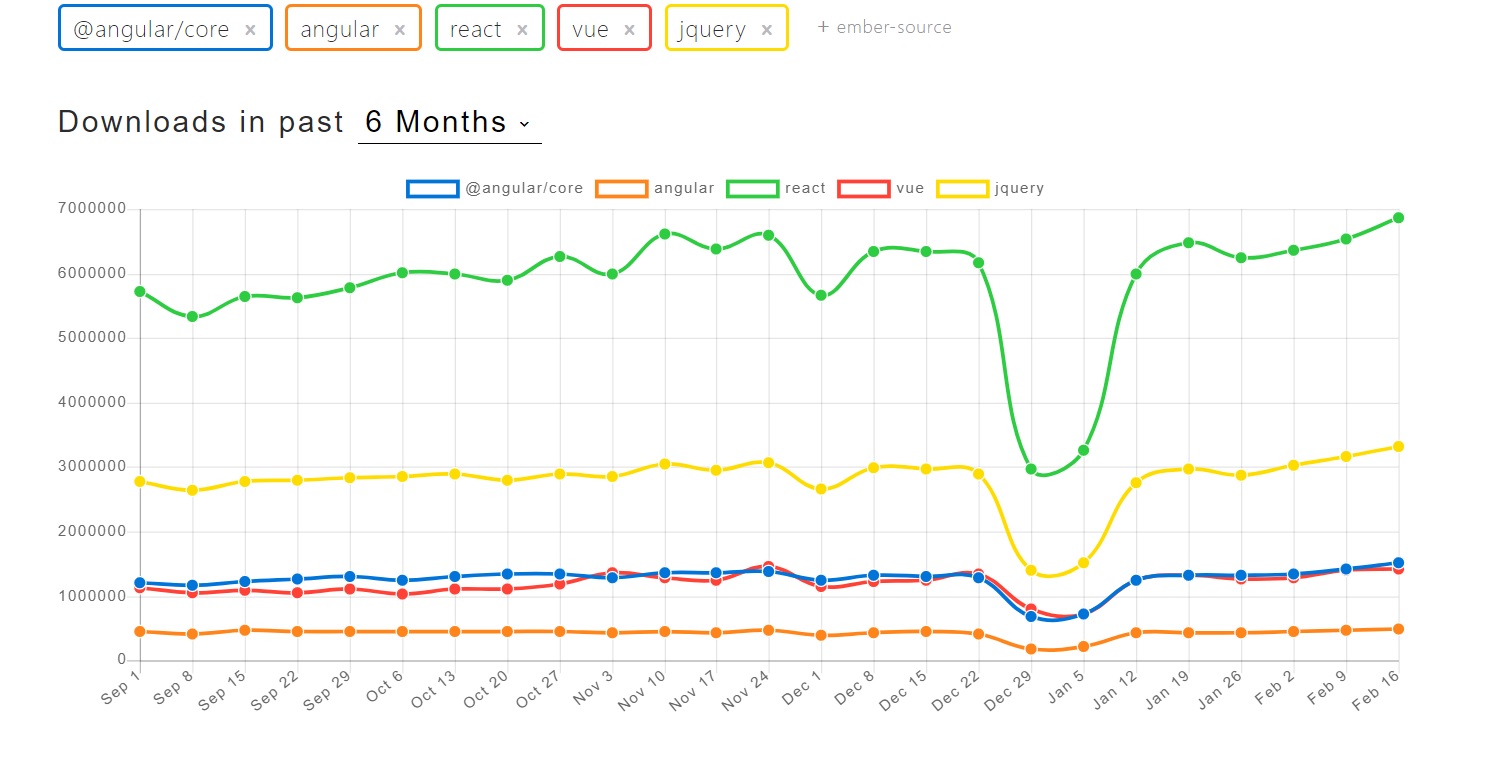 @angular/core × angular × react × vue × jquery × + ember-source
Downloads in past 6 Months
@angular/core angular react vue jquery
7000000
6000000
5000000
4000000
3000000
2000000
1000000
0
Sep 1 Sep 8 Sep 15 Sep 22 Sep 29 Oct 6 Oct 13 Oct 20 Oct 27 Nov 3 Nov 10 Nov 17 Nov 24 Dec 1 Dec 8 Dec 15 Dec 22 Dec 29 Jan 5 Jan 12 Jan 19 Jan 26 Feb 2 Feb 9 Feb 16